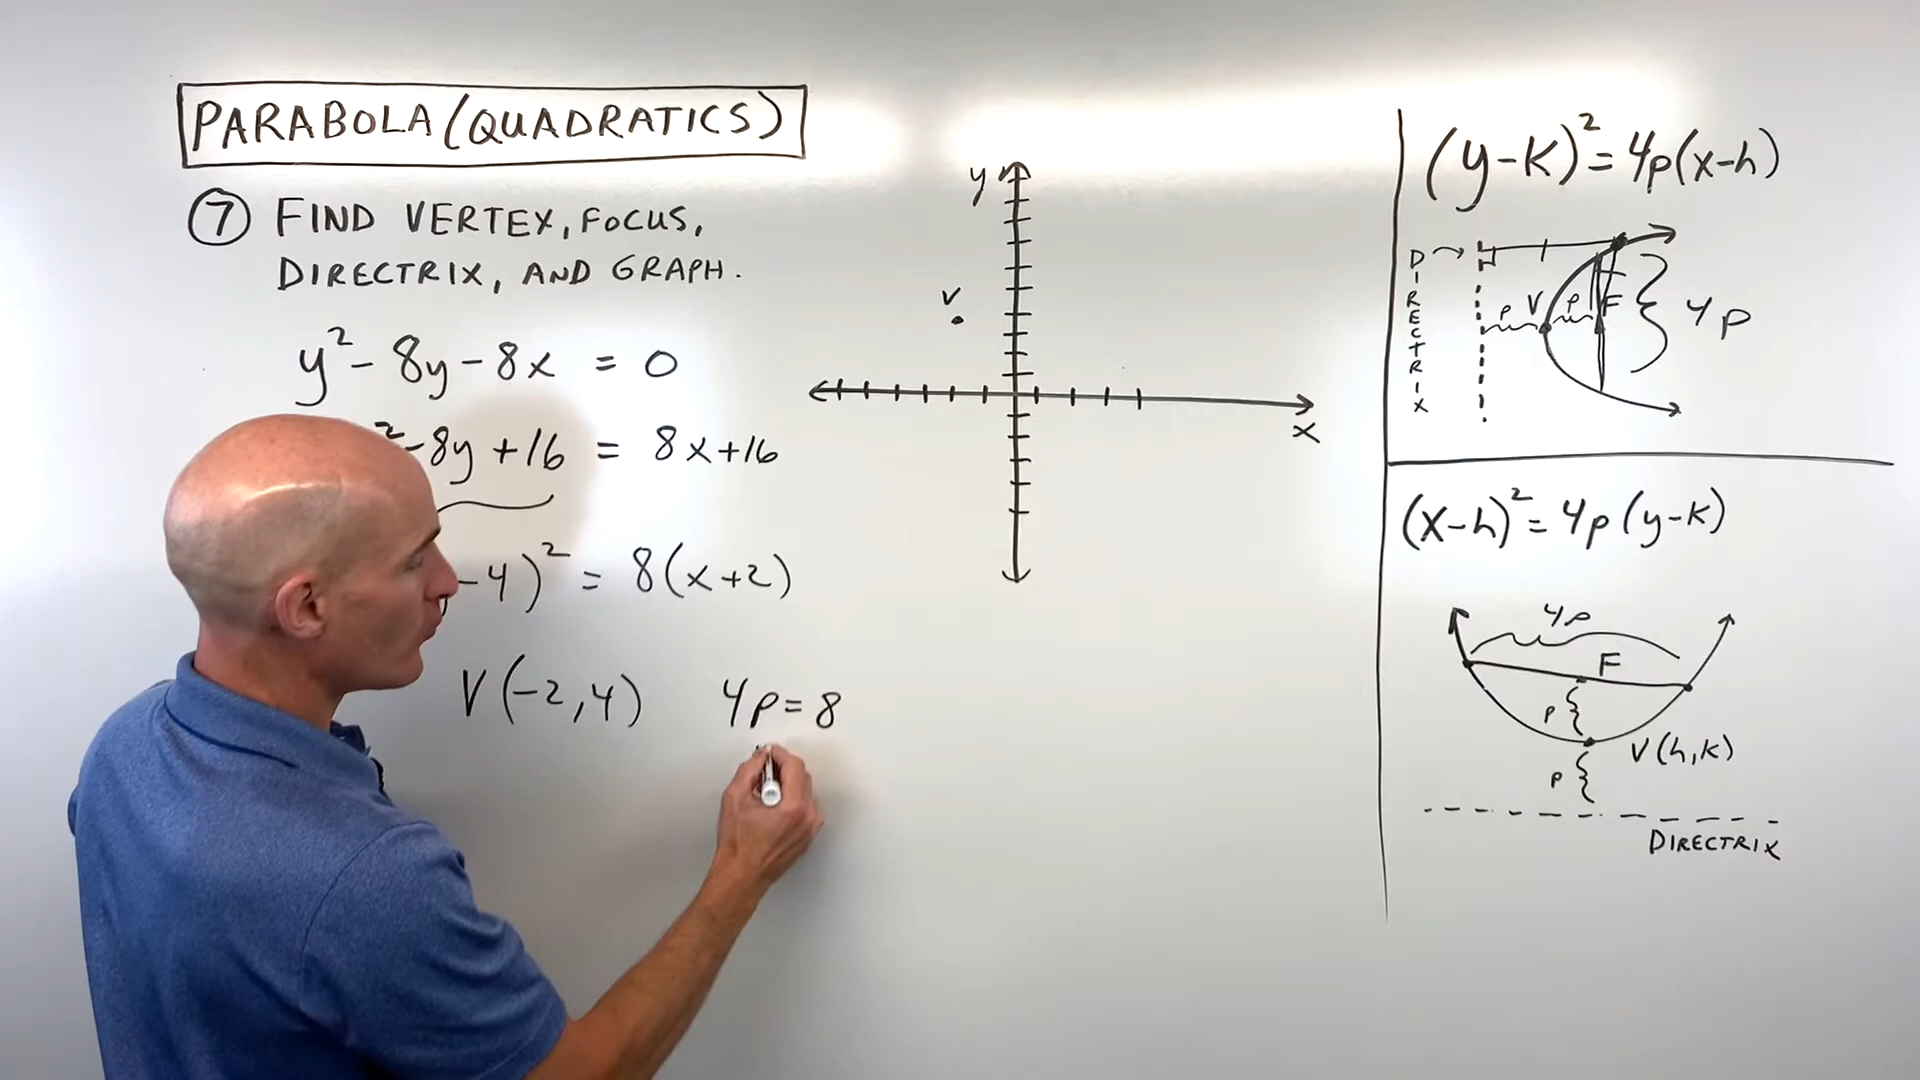 PARABOLA (QUADRATICS)
⑦ FIND VERTEX, FOCUS,
DIRECTRIX, AND GRAPH.
y² - 8y - 8x = 0
² - 8y + 16 = 8x + 16
- 4)² = 8(x + 2)
V(-2, 4) 4p = 8
y
V
x
(y - k)² = 4p(x - h)
DIRECTRIX
p V p F
4p
(x - h)² = 4p(y - k)
4p
F
p
V(h, k)
p
DIRECTRIX